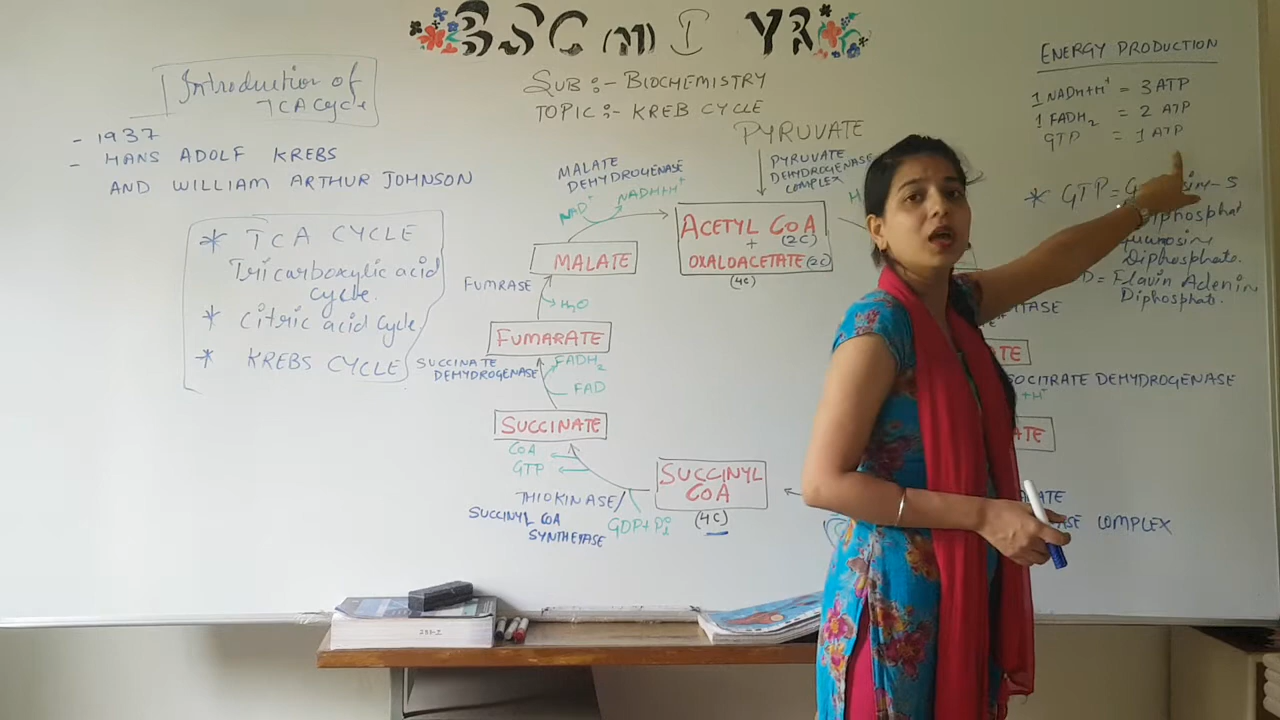 BSC (M) I YR
SUB :- BIOCHEMISTRY
TOPIC :- KREB CYCLE
Introduction of
TCA Cycle
- 1937
- HANS ADOLF KREBS
AND WILLIAM ARTHUR JOHNSON
* TCA CYCLE
Tricarboxylic acid
cycle.
* Citric acid cycle
* KREBS CYCLE
PYRUVATE
PYRUVATE
DEHYDROGENASE
COMPLEX
ACETYL COA
(2C)
+
OXALOACETATE (2C)
(4C)
MALATE
DEHYDROGENASE
NAD+
NADH+H+
MALATE
FUMRASE
H2O
FUMARATE
SUCCINATE
DEHYDROGENASE
FADH2
FAD
SUCCINATE
COA
GTP
THIOKINASE/
SUCCINYL COA
SYNTHETASE
GDP+Pi
SUCCINYL
COA
(4C)
ENERGY PRODUCTION
1 NADH+H+ = 3 ATP
1 FADH2 = 2 ATP
GTP = 1 ATP
* GTP =
Diphosphate.
= Flavin Adenin
Diphosphate.
SOCITRATE DEHYDROGENASE
+H+
COMPLEX